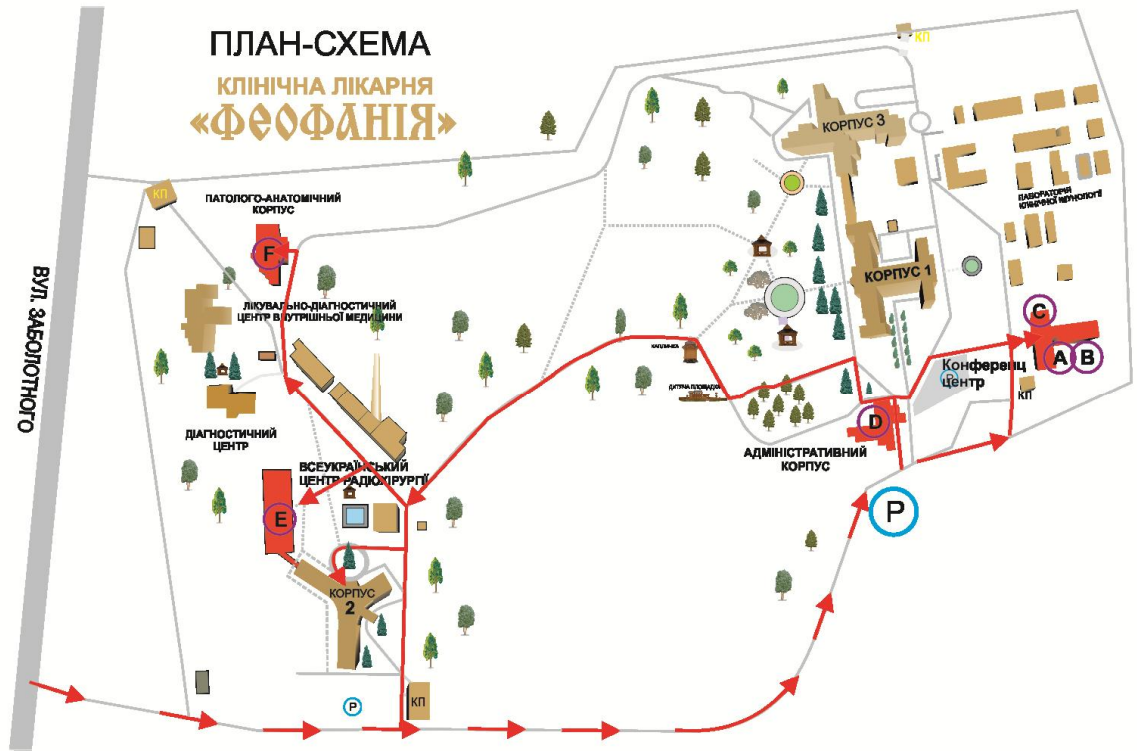 ПЛАН-СХЕМА
КЛІНІЧНА ЛІКАРНЯ
«ФЕОФАНІЯ»
КП
КОРПУС 3
ЛАБОРАТОРІЯ
КЛІНІЧНОЇ ІМУНОЛОГІЇ
КП
ПАТОЛОГО-АНАТОМІЧНИЙ
КОРПУС
F
ВУЛ. ЗАБОЛОТНОГО
КОРПУС 1
ЛІКУВАЛЬНО-ДІАГНОСТИЧНИЙ
ЦЕНТР ВНУТРІШНЬОЇ МЕДИЦИНИ
C
A
B
КАПЛИЧКА
Конференц
P
центр
ДИТЯЧА ПЛОЩАДКА
КП
D
ДІАГНОСТИЧНИЙ
ЦЕНТР
АДМІНІСТРАТИВНИЙ
КОРПУС
ВСЕУКРАЇНСЬКИЙ
ЦЕНТР РАДІОХІРУРГІЇ
P
E
КОРПУС
2
КП
P